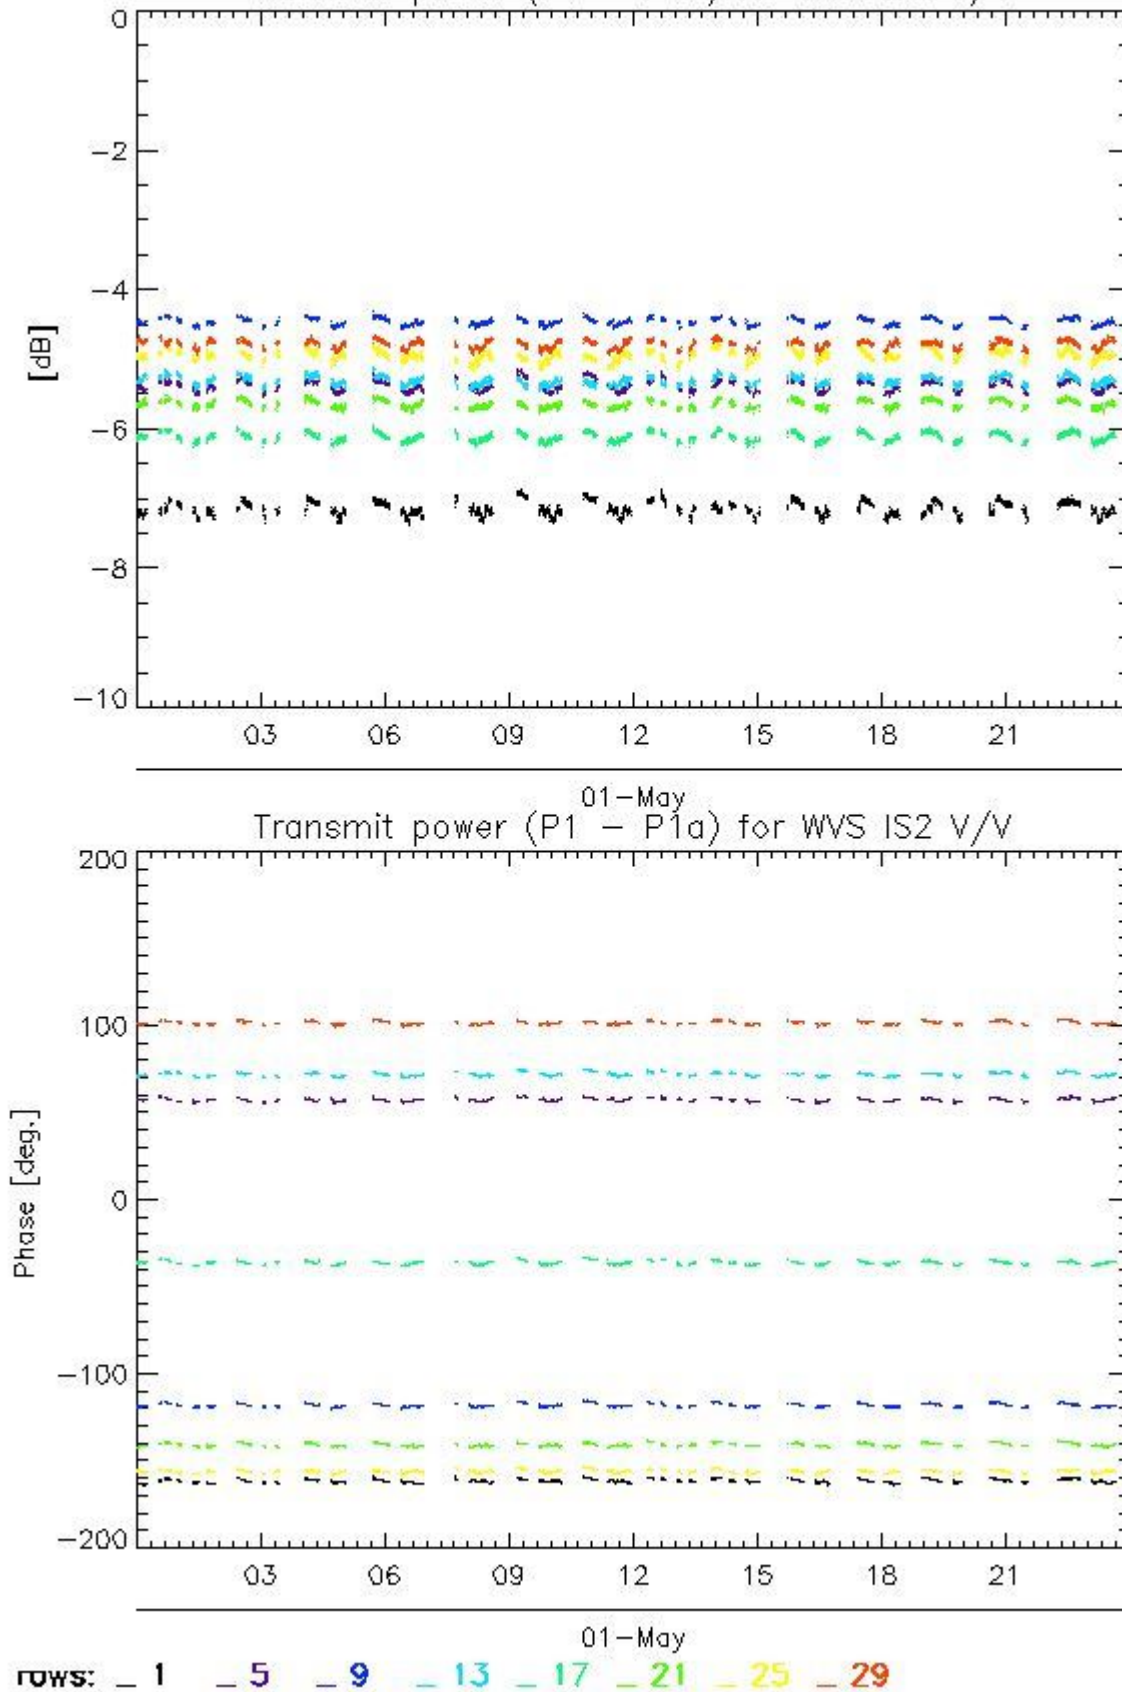 0
-2
-4
-6
-8
-10
[dB]
03 06 09 12 15 18 21
01-May
Transmit power (P1 - P1a) for WVS IS2 V/V
200
100
0
-100
-200
Phase [deg.]
03 06 09 12 15 18 21
01-May
rows: _ 1 _ 5 _ 9 _ 13 _ 17 _ 21 _ 25 _ 29